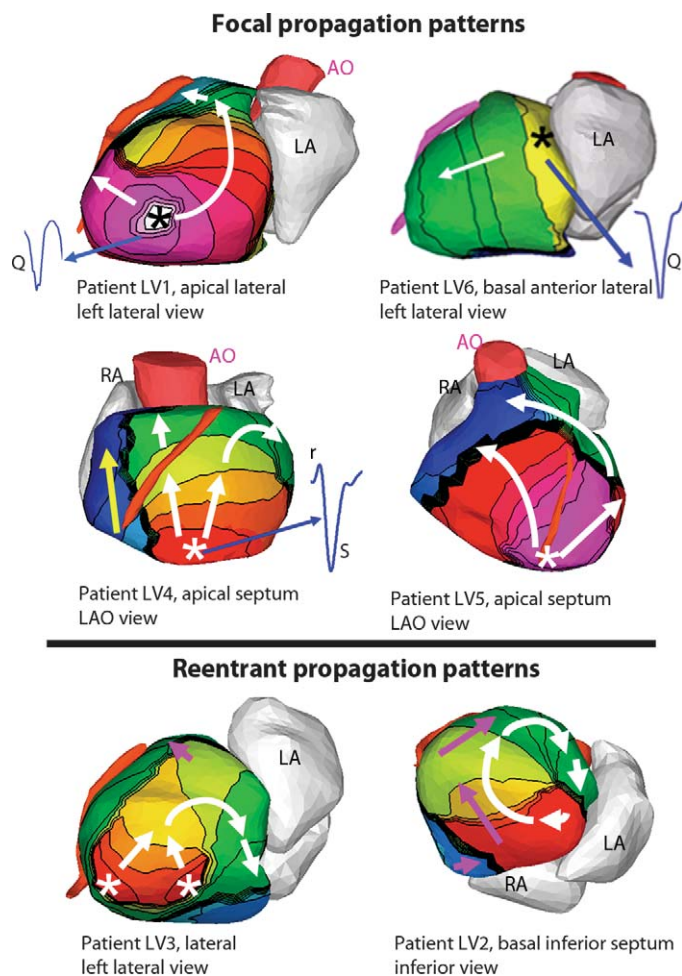 Focal propagation patterns
AO
LA
LA
Q
Q
Patient LV1, apical lateral
left lateral view
Patient LV6, basal anterior lateral
left lateral view
RA
AO
LA
r
S
AO
LA
RA
Patient LV4, apical septum
LAO view
Patient LV5, apical septum
LAO view
Reentrant propagation patterns
LA
LA
RA
Patient LV3, lateral
left lateral view
Patient LV2, basal inferior septum
inferior view